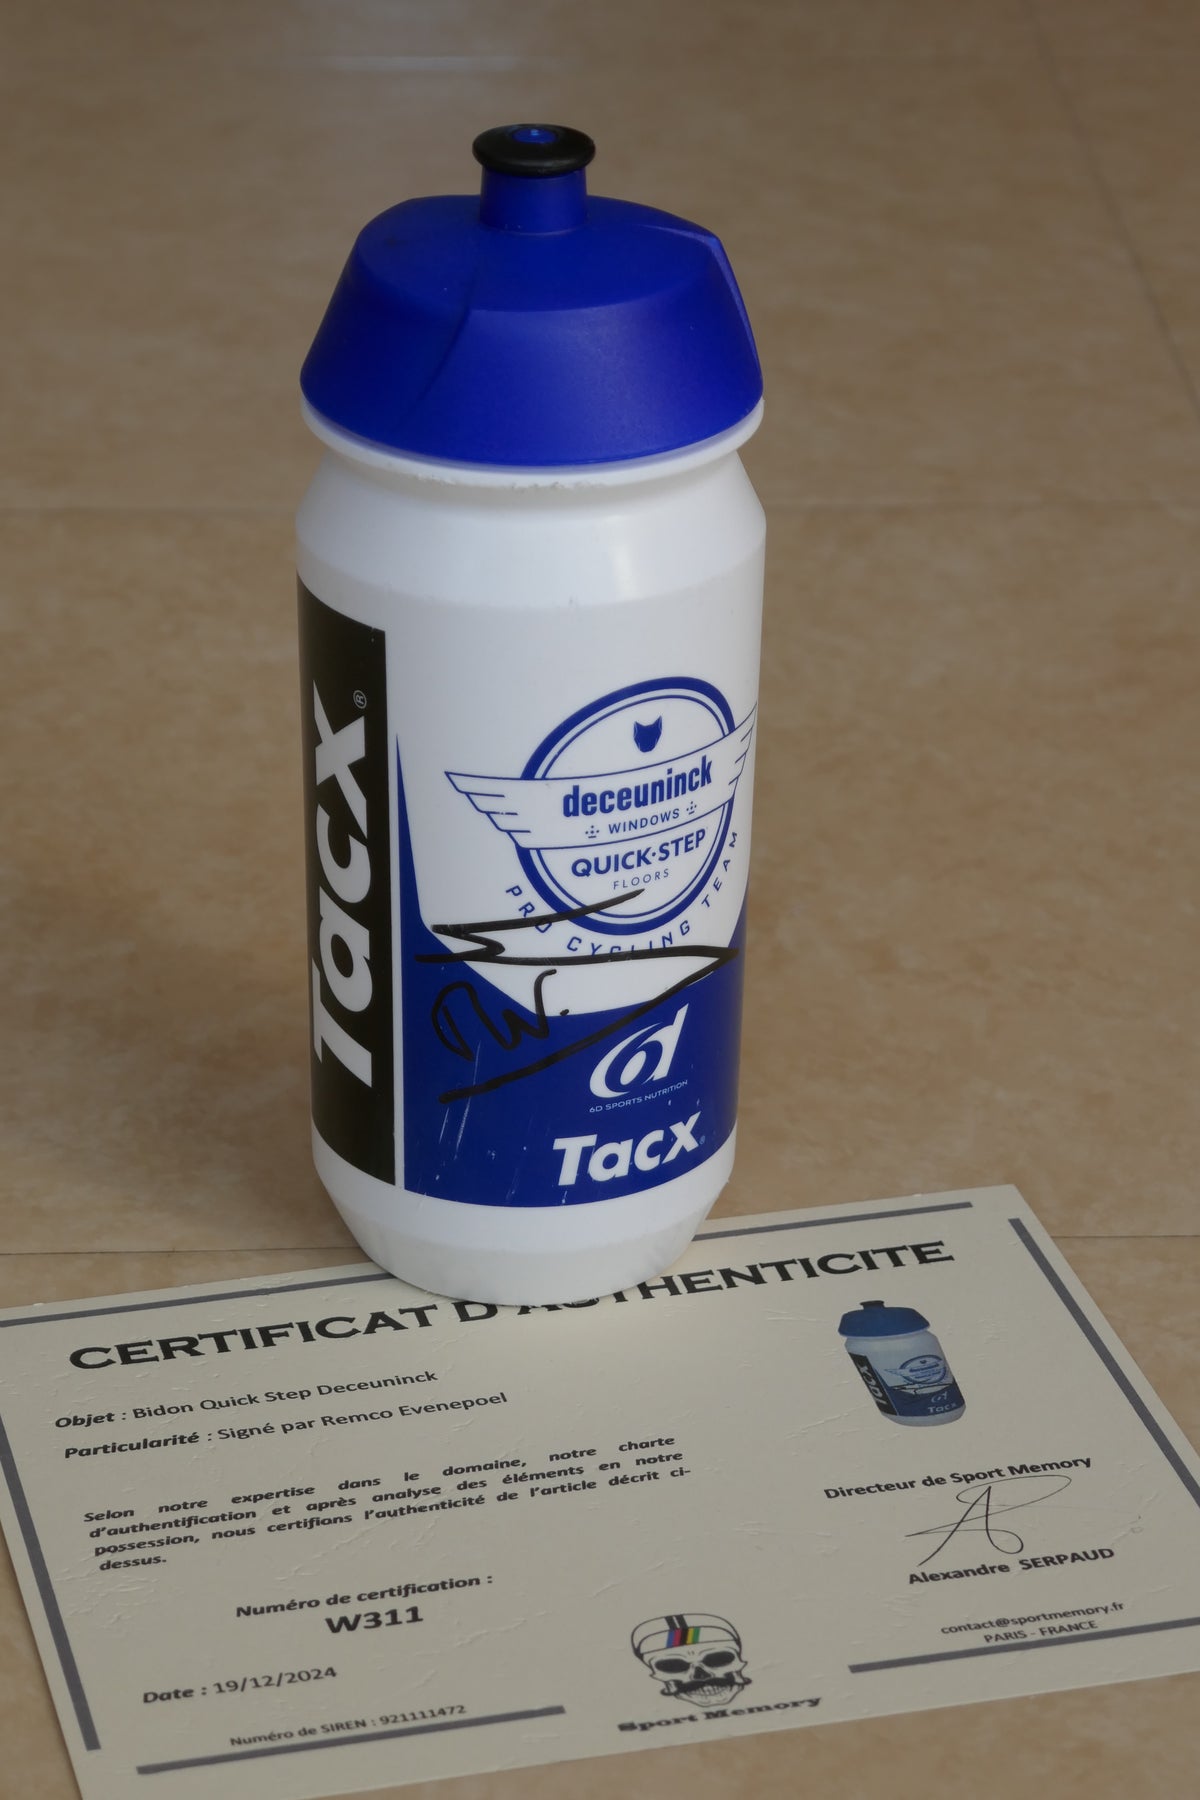 Tacx®
deceuninck
WINDOWS
QUICK·STEP
FLOORS
PRO CYCLING TEAM
6d
6D SPORTS NUTRITION
Tacx®
CERTIFICAT D'AUTHENTICITE
Objet : Bidon Quick Step Deceuninck
Particularité : Signé par Remco Evenepoel
Selon notre expertise dans le domaine, notre charte
d'authentification et après analyse des éléments en notre
possession, nous certifions l'authenticité de l'article décrit ci-
dessus.
Numéro de certification :
W311
Date : 19/12/2024
Numéro de SIREN : 921111472
Tacx
Tacx
Directeur de Sport Memory
Alexandre SERPAUD
contact@sportmemory.fr
PARIS - FRANCE
Sport Memory